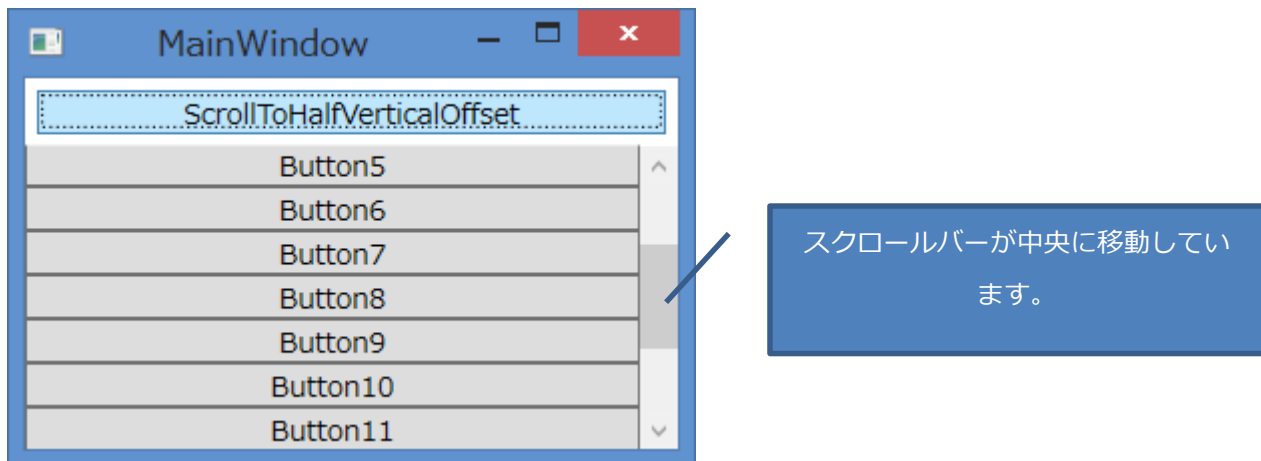 MainWindow
ScrollToHalfVerticalOffset
Button5
Button6
Button7
Button8
Button9
Button10
Button11
スクロールバーが中央に移動してい
ます。